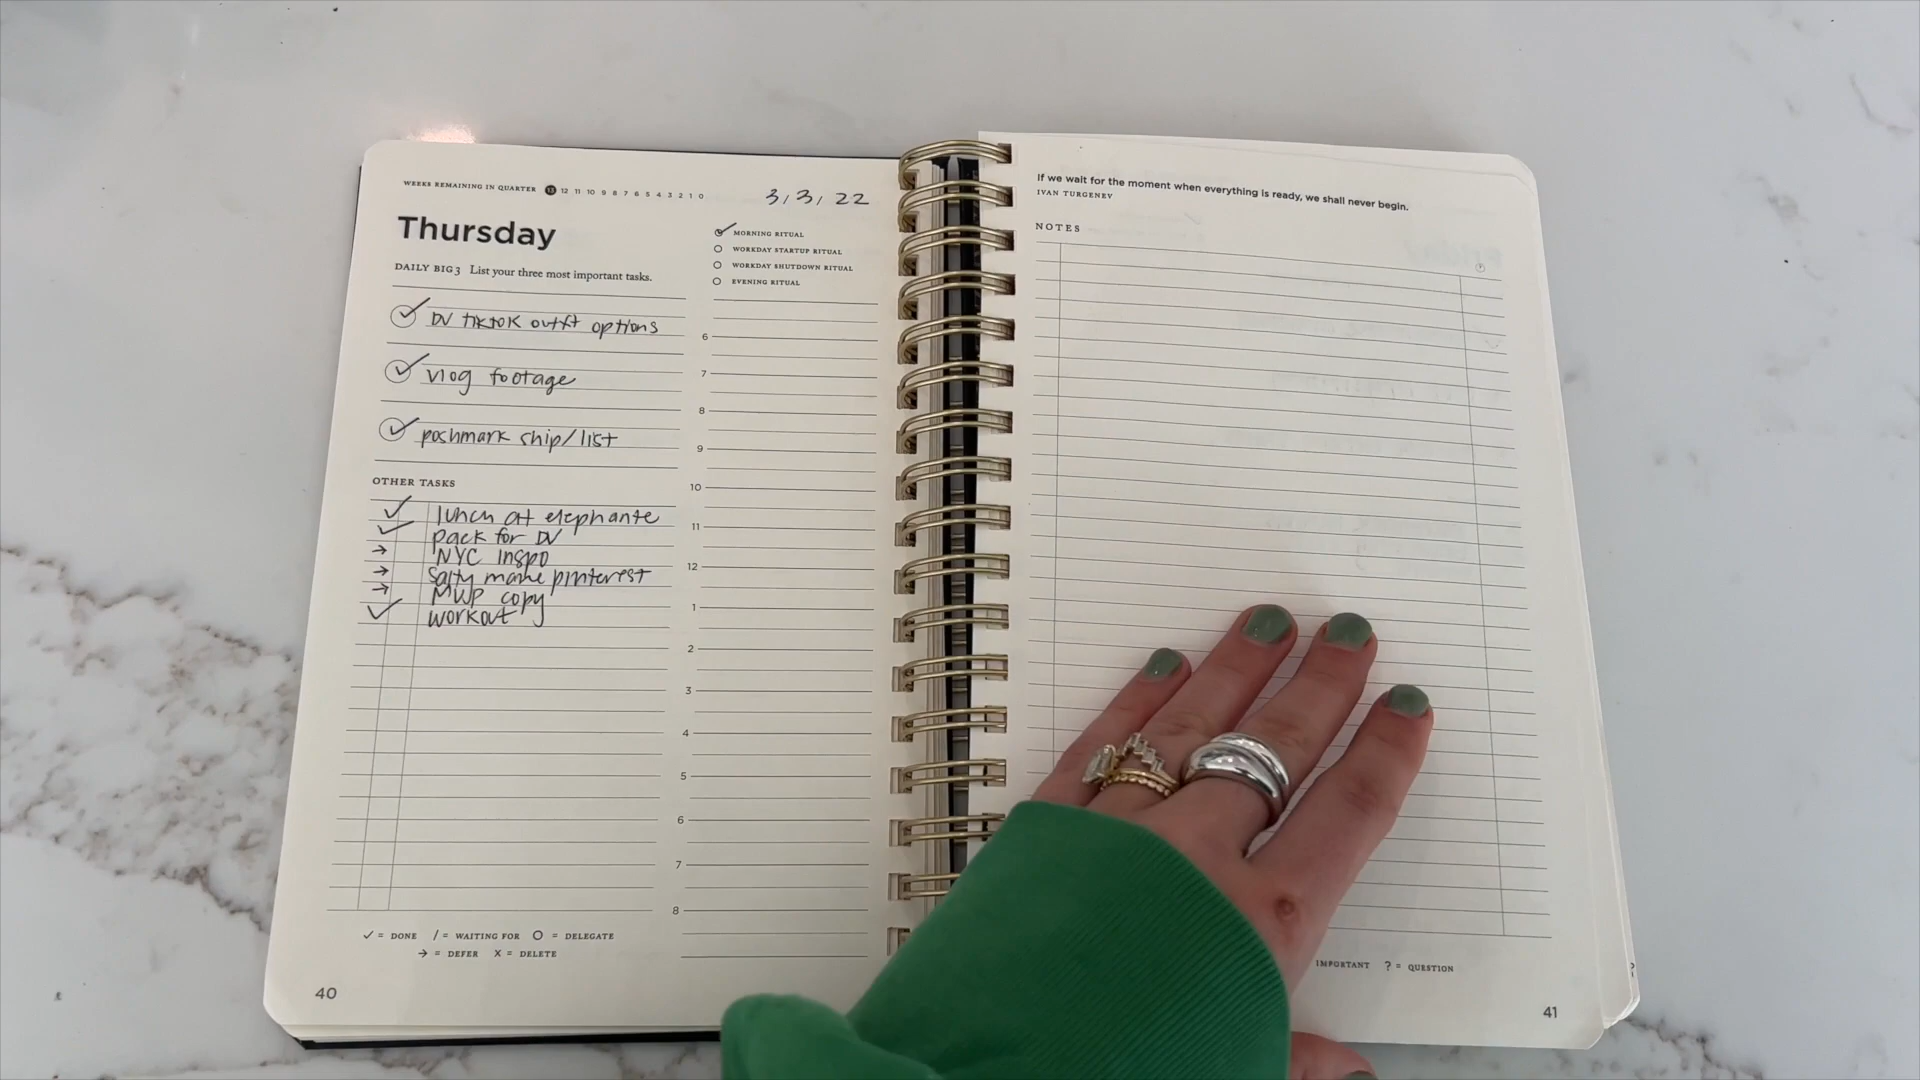 WEEKS REMAINING IN QUARTER 13 12 11 10 9 8 7 6 5 4 3 2 1 0
3/3/22
Thursday
DAILY BIG 3 List your three most important tasks.
DV tiktok outfit options
vlog footage
poshmark ship/list
OTHER TASKS
lunch at elephante
pack for DV
→ NYC inspo
→ salty mame pinterest
→ MWP copy
workout
✓ = DONE / = WAITING FOR O = DELEGATE
→ = DEFER X = DELETE
40
MORNING RITUAL
WORKDAY STARTUP RITUAL
WORKDAY SHUTDOWN RITUAL
EVENING RITUAL
6
7
8
9
10
11
12
1
2
3
4
5
6
7
8
If we wait for the moment when everything is ready, we shall never begin.
IVAN TURGENEV
NOTES
IMPORTANT ? = QUESTION
41